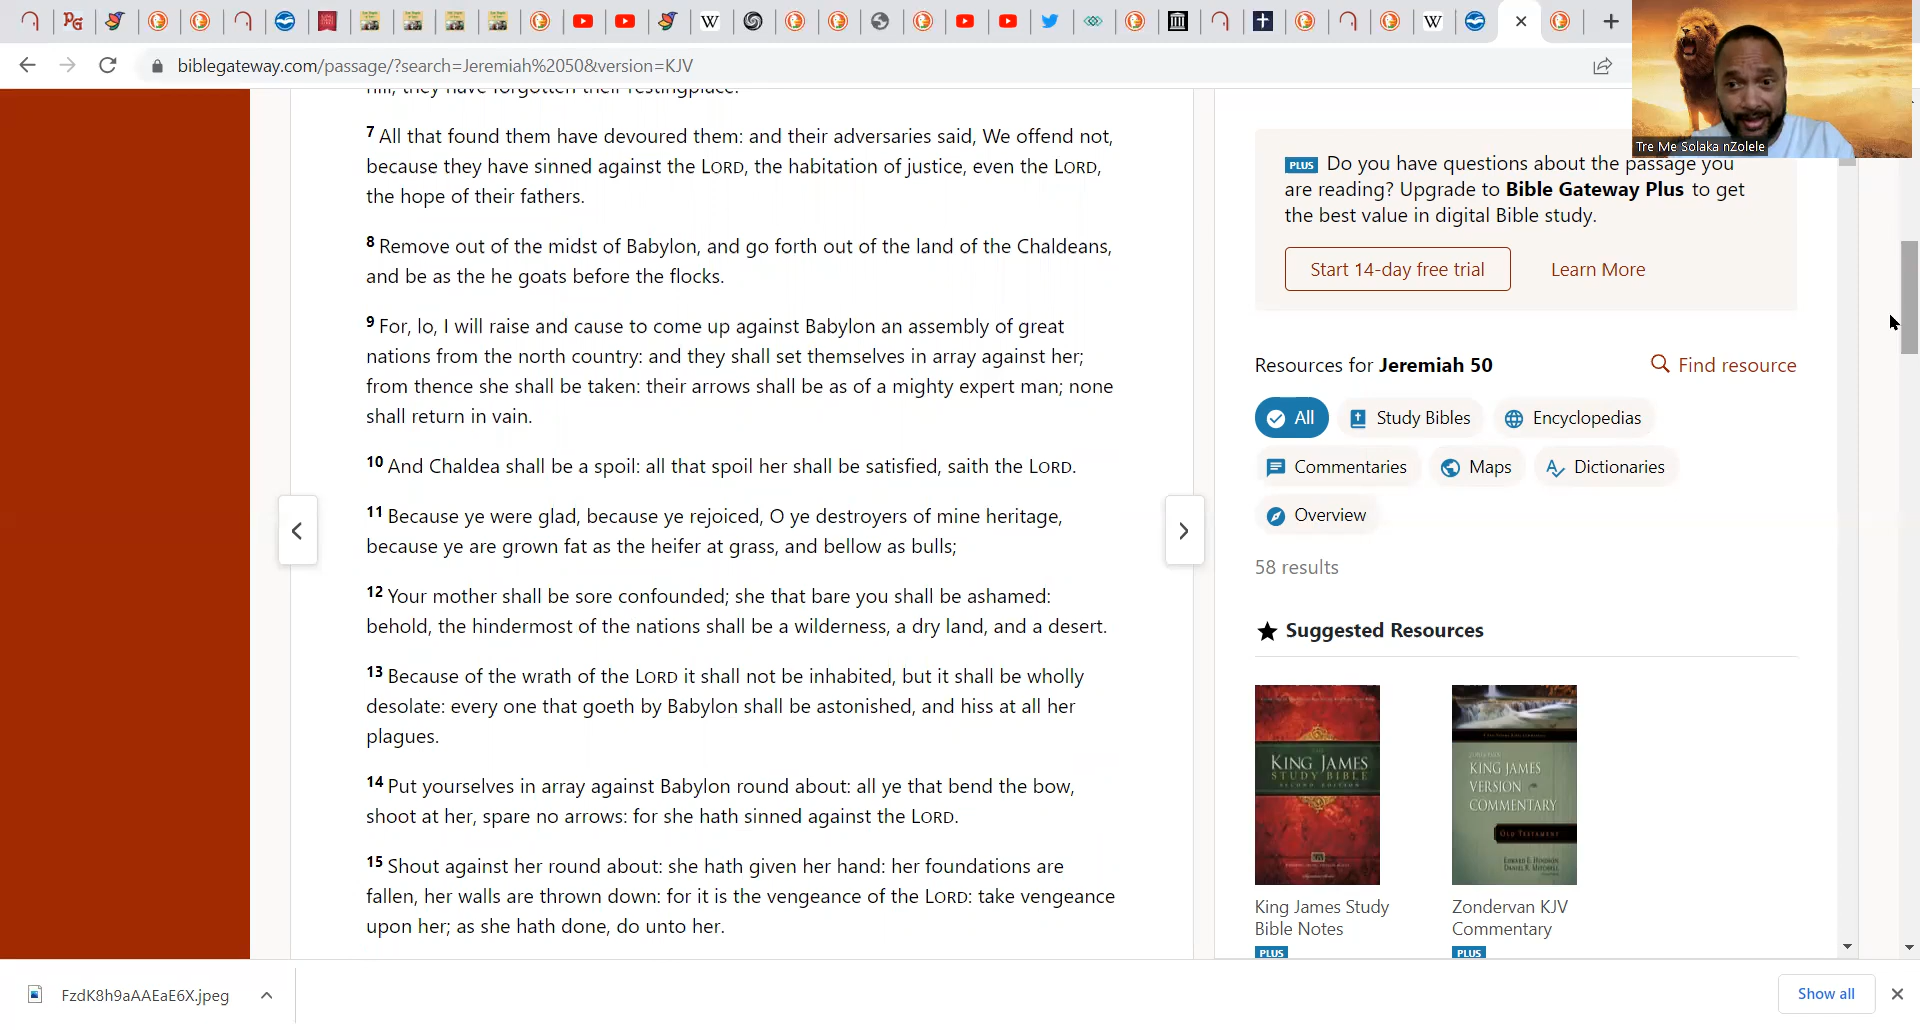 biblegateway.com/passage/?search=Jeremiah%2050&version=KJV
Tre Me Solaka nZolele
hill, they have forgotten their restingplace.
7 All that found them have devoured them: and their adversaries said, We offend not,
because they have sinned against the LORD, the habitation of justice, even the LORD,
the hope of their fathers.
8 Remove out of the midst of Babylon, and go forth out of the land of the Chaldeans,
and be as the he goats before the flocks.
9 For, lo, I will raise and cause to come up against Babylon an assembly of great
nations from the north country: and they shall set themselves in array against her;
from thence she shall be taken: their arrows shall be as of a mighty expert man; none
shall return in vain.
10 And Chaldea shall be a spoil: all that spoil her shall be satisfied, saith the LORD.
11 Because ye were glad, because ye rejoiced, O ye destroyers of mine heritage,
because ye are grown fat as the heifer at grass, and bellow as bulls;
12 Your mother shall be sore confounded; she that bare you shall be ashamed:
behold, the hindermost of the nations shall be a wilderness, a dry land, and a desert.
13 Because of the wrath of the LORD it shall not be inhabited, but it shall be wholly
desolate: every one that goeth by Babylon shall be astonished, and hiss at all her
plagues.
14 Put yourselves in array against Babylon round about: all ye that bend the bow,
shoot at her, spare no arrows: for she hath sinned against the LORD.
15 Shout against her round about: she hath given her hand: her foundations are
fallen, her walls are thrown down: for it is the vengeance of the LORD: take vengeance
upon her; as she hath done, do unto her.
PLUS Do you have questions about the passage you
are reading? Upgrade to Bible Gateway Plus to get
the best value in digital Bible study.
Start 14-day free trial
Learn More
Resources for Jeremiah 50
Find resource
All
Study Bibles
Encyclopedias
Commentaries
Maps
Dictionaries
Overview
58 results
Suggested Resources
KING JAMES
STUDY BIBLE
SECOND EDITION
KING JAMES
VERSION
COMMENTARY
OLD TESTAMENT
King James Study
Bible Notes
PLUS
Zondervan KJV
Commentary
PLUS
FzdK8h9aAAEaE6X.jpeg
Show all